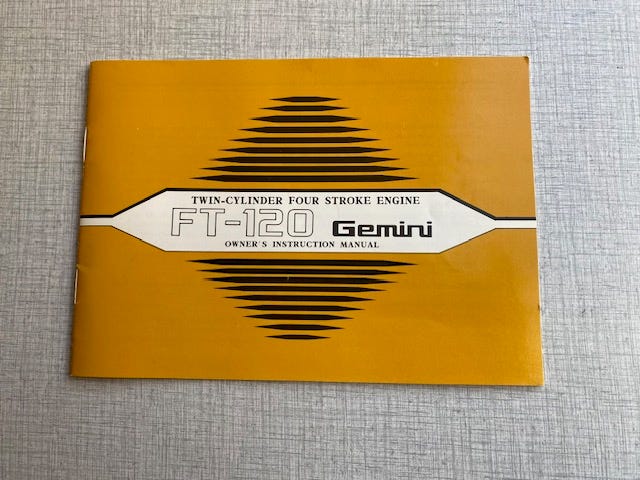 TWIN-CYLINDER FOUR STROKE ENGINE
FT-120 Gemini
OWNER'S INSTRUCTION MANUAL